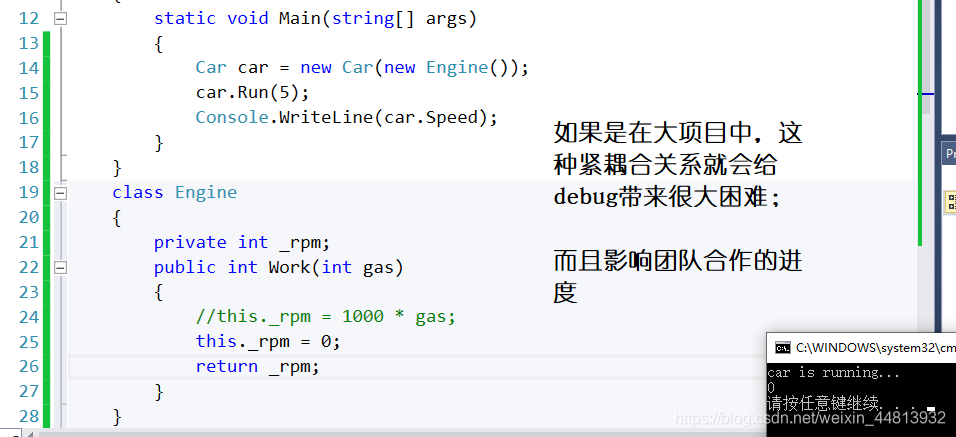 {
12 static void Main(string[] args)
13 {
14 Car car = new Car(new Engine());
15 car.Run(5);
16 Console.WriteLine(car.Speed);
17 }
18 }
19 class Engine
20 {
21 private int _rpm;
22 public int Work(int gas)
23 {
24 //this._rpm = 1000 * gas;
25 this._rpm = 0;
26 return _rpm;
27 }
28 }
如果是在大项目中，这
种紧耦合关系就会给
debug带来很大困难；
而且影响团队合作的进
度
Pr
C:\WINDOWS\system32\cm
car is running...
0
请按任意键继续. . .
https://blog.csdn.net/weixin_44813932